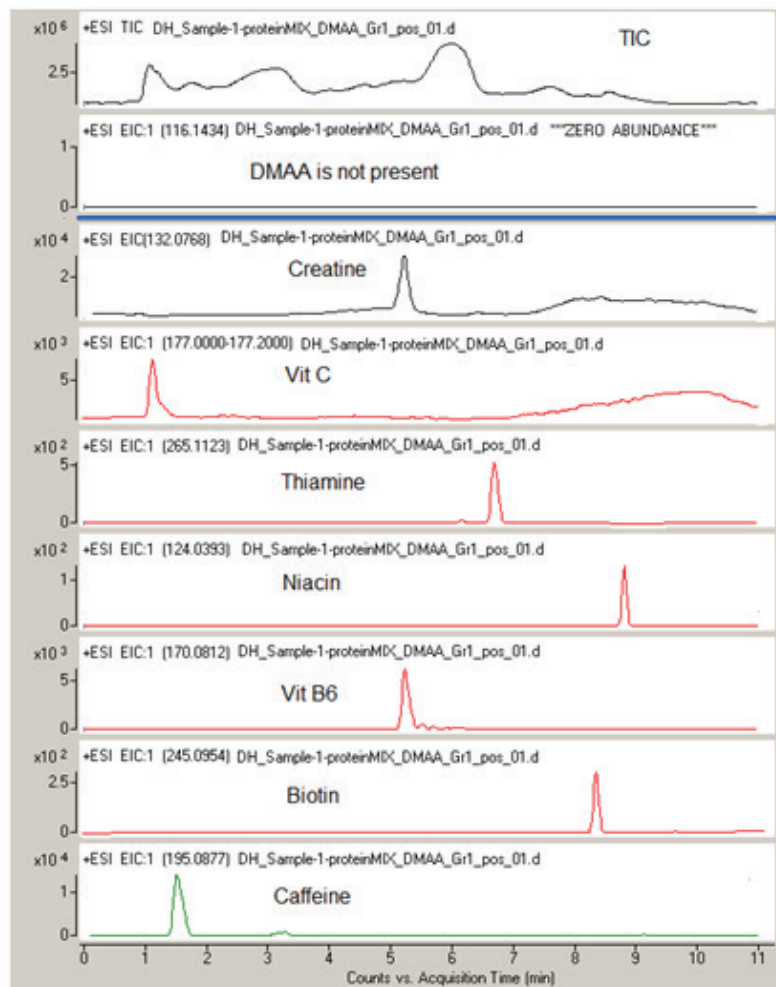 x10 6
+ESI TIC DH_Sample-1-proteinMIX_DMAA_Gr1_pos_01.d
TIC
2.5
+ESI EIC:1 (116.1434) DH_Sample-1-proteinMIX_DMAA_Gr1_pos_01.d ***ZERO ABUNDANCE***
1
DMAA is not present
0
x10 4
+ESI EIC(132.0768) DH_Sample-1-proteinMIX_DMAA_Gr1_pos_01.d
Creatine
2
0
x10 3
+ESI EIC:1 (177.0000-177.2000) DH_Sample-1-proteinMIX_DMAA_Gr1_pos_01.d
Vit C
5
0
x10 2
+ESI EIC:1 (265.1123) DH_Sample-1-proteinMIX_DMAA_Gr1_pos_01.d
5
Thiamine
0
x10 2
+ESI EIC:1 (124.0393) DH_Sample-1-proteinMIX_DMAA_Gr1_pos_01.d
1
Niacin
0
x10 3
+ESI EIC:1 (170.0812) DH_Sample-1-proteinMIX_DMAA_Gr1_pos_01.d
5
Vit B6
0
x10 2
+ESI EIC:1 (245.0954) DH_Sample-1-proteinMIX_DMAA_Gr1_pos_01.d
2.5
Biotin
0
x10 4
+ESI EIC:1 (195.0877) DH_Sample-1-proteinMIX_DMAA_Gr1_pos_01.d
1
Caffeine
0
0 1 2 3 4 5 6 7 8 9 10 11
Counts vs. Acquisition Time (min)